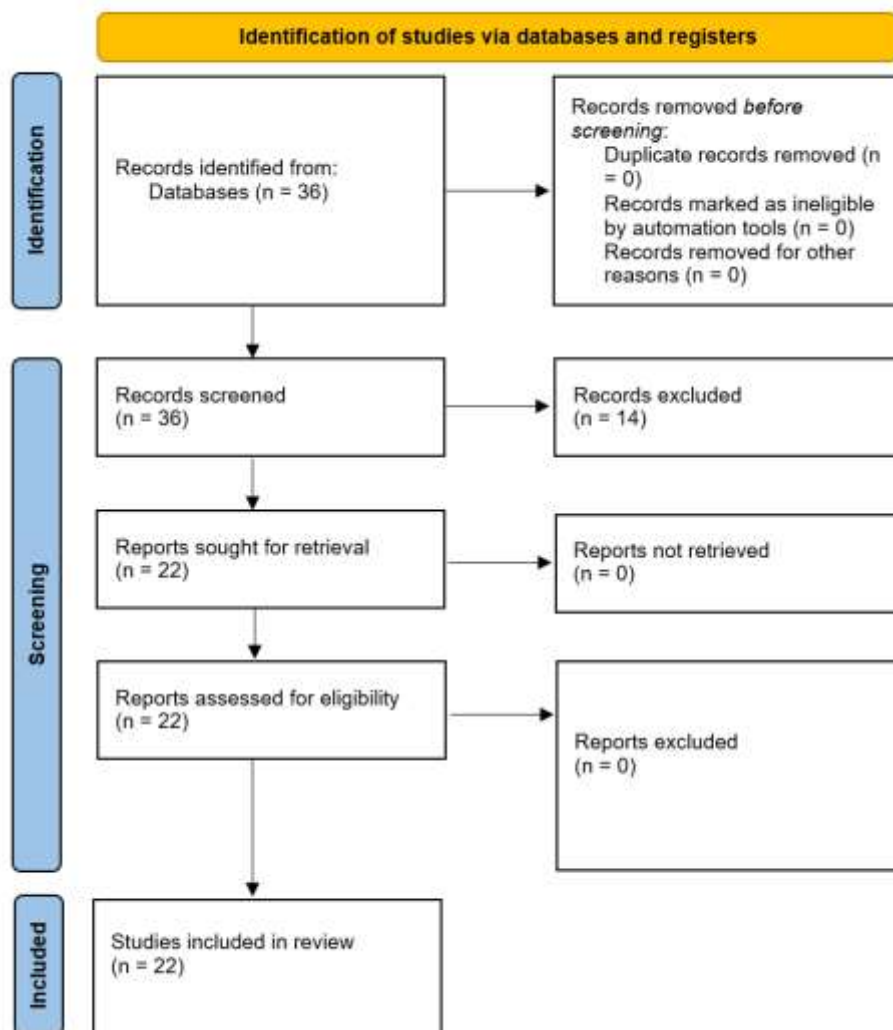 Identification of studies via databases and registers
Identification
Records identified from:
Databases (n = 36)
Records removed before
screening:
Duplicate records removed (n
= 0)
Records marked as ineligible
by automation tools (n = 0)
Records removed for other
reasons (n = 0)
Screening
Records screened
(n = 36)
Records excluded
(n = 14)
Reports sought for retrieval
(n = 22)
Reports not retrieved
(n = 0)
Reports assessed for eligibility
(n = 22)
Reports excluded
(n = 0)
Included
Studies included in review
(n = 22)